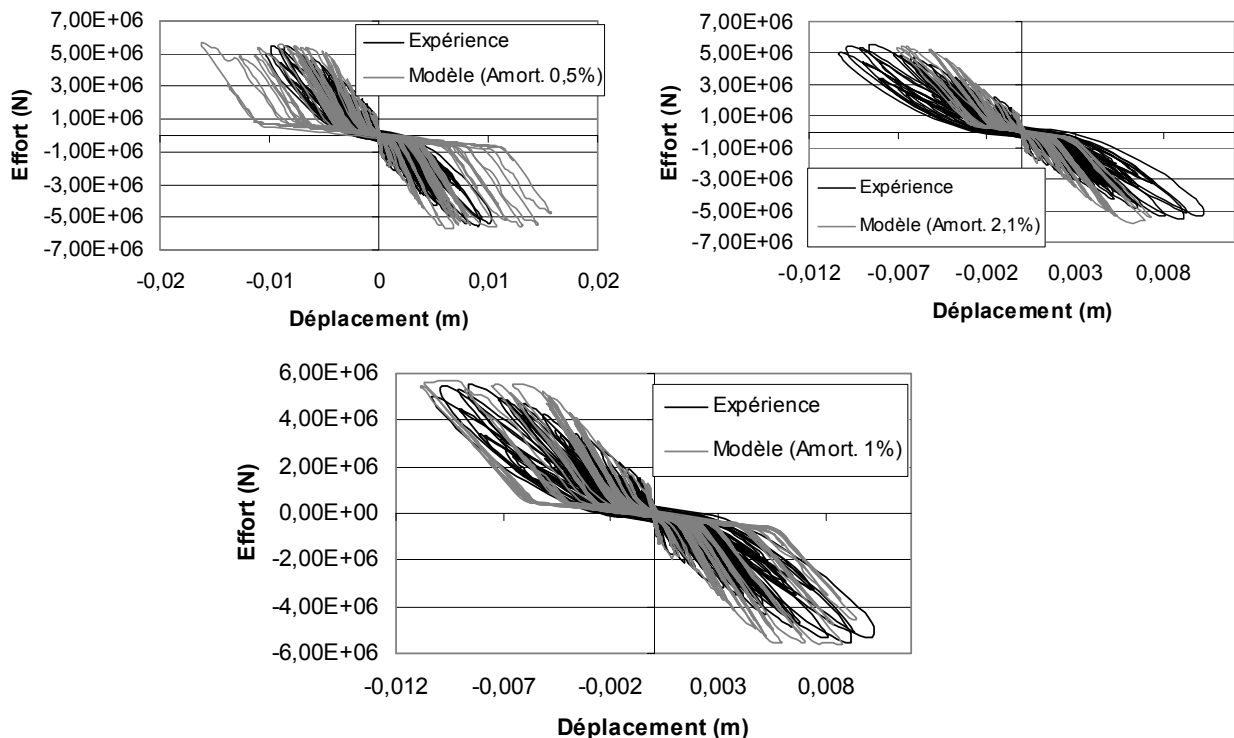 7,00E+06
5,00E+06
3,00E+06
1,00E+06
-1,00E+06
-3,00E+06
-5,00E+06
-7,00E+06
Effort (N)
-0,02
-0,01
0
0,01
0,02
Déplacement (m)
Expérience
Modèle (Amort. 0,5%)
7,00E+06
5,00E+06
3,00E+06
1,00E+06
-1,00E+06
-3,00E+06
-5,00E+06
-7,00E+06
Effort (N)
-0,012
-0,007
-0,002
0,003
0,008
Déplacement (m)
Expérience
Modèle (Amort. 2,1%)
6,00E+06
4,00E+06
2,00E+06
0,00E+00
-2,00E+06
-4,00E+06
-6,00E+06
Effort (N)
-0,012
-0,007
-0,002
0,003
0,008
Déplacement (m)
Expérience
Modèle (Amort. 1%)